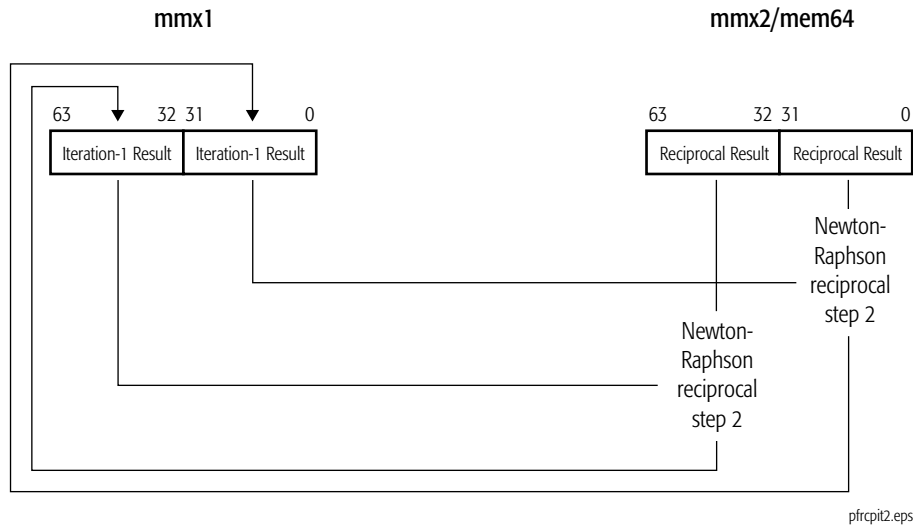 mmx1
mmx2/mem64
63 32 31 0
63 32 31 0
Iteration-1 Result Iteration-1 Result
Reciprocal Result Reciprocal Result
Newton-
Raphson
reciprocal
step 2
Newton-
Raphson
reciprocal
step 2
pfrcpit2.eps